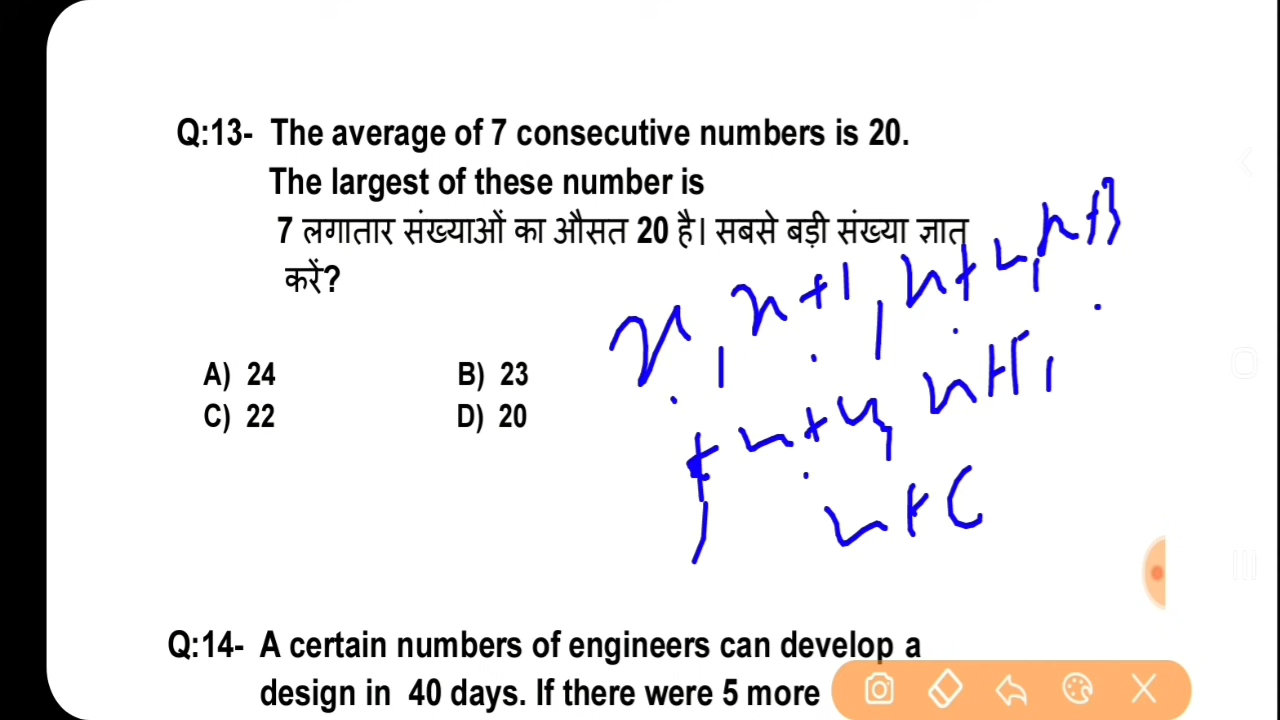 Q:13- The average of 7 consecutive numbers is 20.
The largest of these number is
7 लगातार संख्याओं का औसत 20 है। सबसे बड़ी संख्या ज्ञात
करें?
x, x+1, x+2, x+3
A) 24 B) 23
C) 22 D) 20
x+4, x+5,
x+6
Q:14- A certain numbers of engineers can develop a
design in 40 days. If there were 5 more